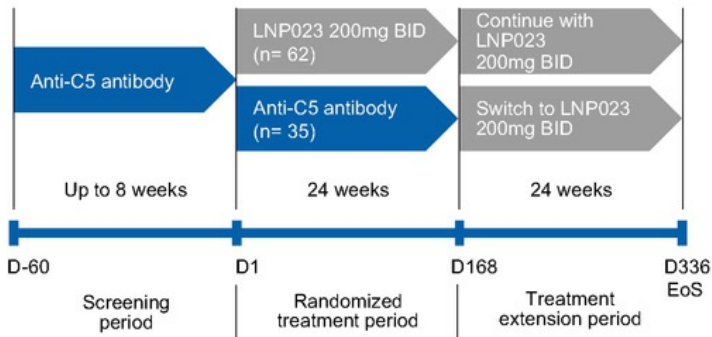 LNP023 200mg BID
(n= 62)
Continue with
LNP023
200mg BID
Anti-C5 antibody
Anti-C5 antibody
(n= 35)
Switch to LNP023
200mg BID
Up to 8 weeks
24 weeks
24 weeks
D-60
D1
D168
D336
EoS
Screening
period
Randomized
treatment period
Treatment
extension period